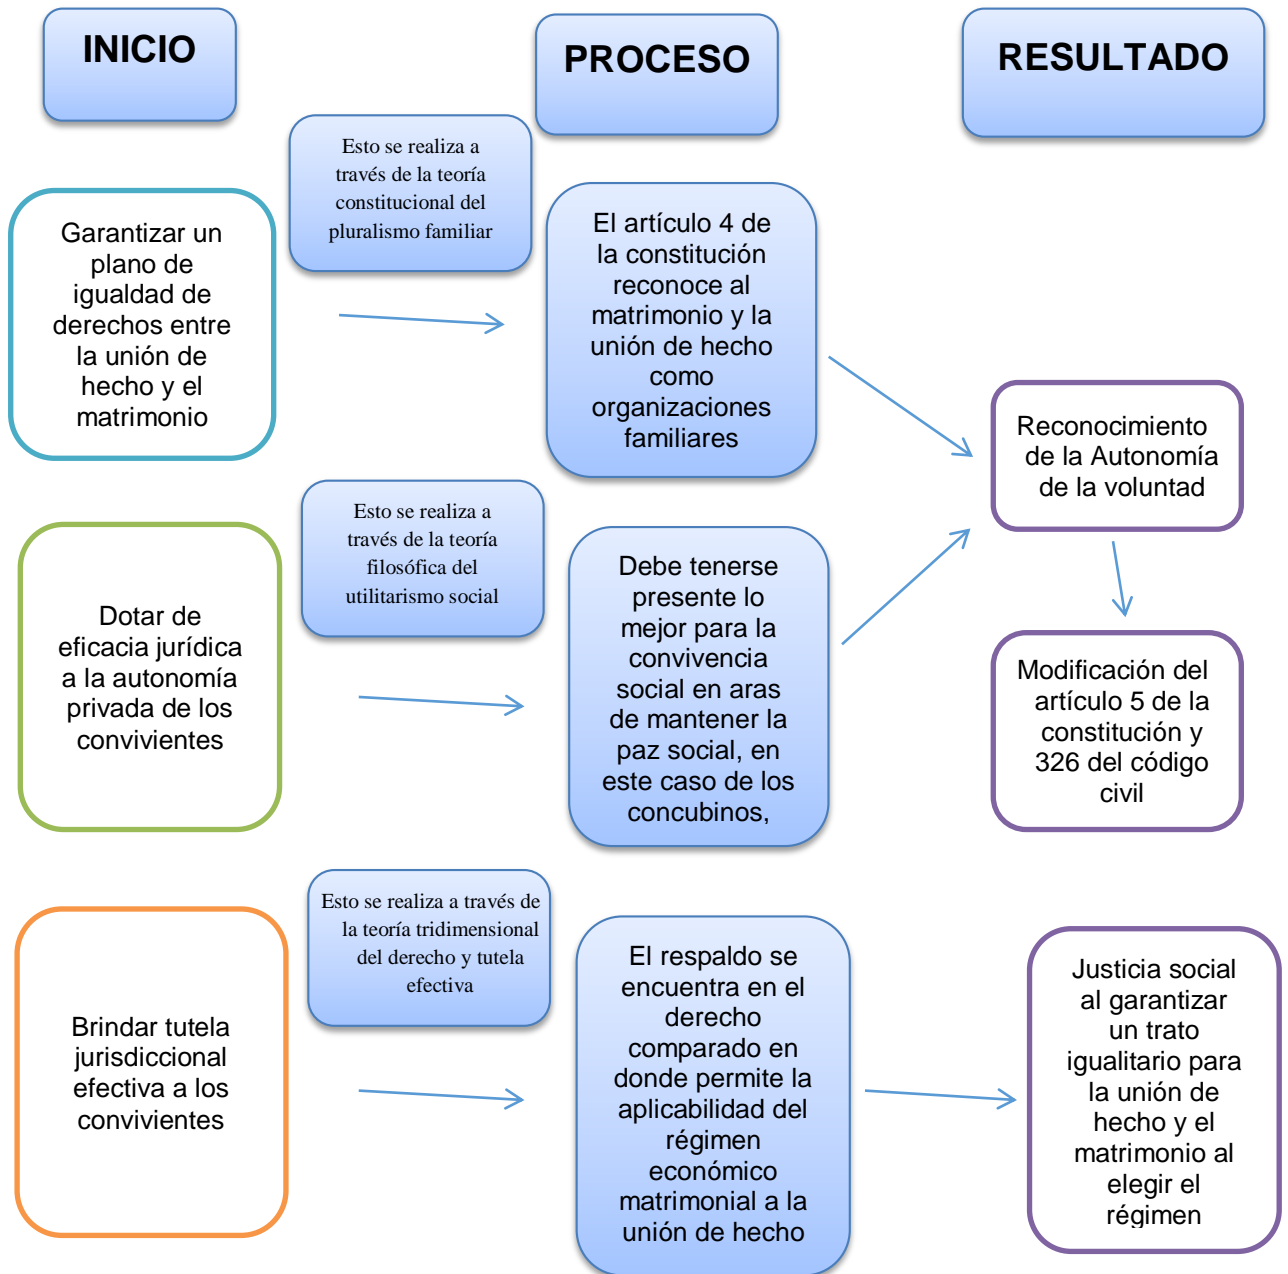 INICIO
PROCESO
RESULTADO
Esto se realiza a
través de la teoría
constitucional del
pluralismo familiar
Garantizar un
plano de
igualdad de
derechos entre
la unión de
hecho y el
matrimonio
El artículo 4 de
la constitución
reconoce al
matrimonio y la
unión de hecho
como
organizaciones
familiares
Reconocimiento
de la Autonomía
de la voluntad
Esto se realiza a
través de la teoría
filosófica del
utilitarismo social
Dotar de
eficacia jurídica
a la autonomía
privada de los
convivientes
Debe tenerse
presente lo
mejor para la
convivencia
social en aras
de mantener la
paz social, en
este caso de los
concubinos,
Modificación del
artículo 5 de la
constitución y
326 del código
civil
Esto se realiza a través de
la teoría tridimensional
del derecho y tutela
efectiva
Brindar tutela
jurisdiccional
efectiva a los
convivientes
El respaldo se
encuentra en el
derecho
comparado en
donde permite la
aplicabilidad del
régimen
económico
matrimonial a la
unión de hecho
Justicia social
al garantizar
un trato
igualitario para
la unión de
hecho y el
matrimonio al
elegir el
régimen